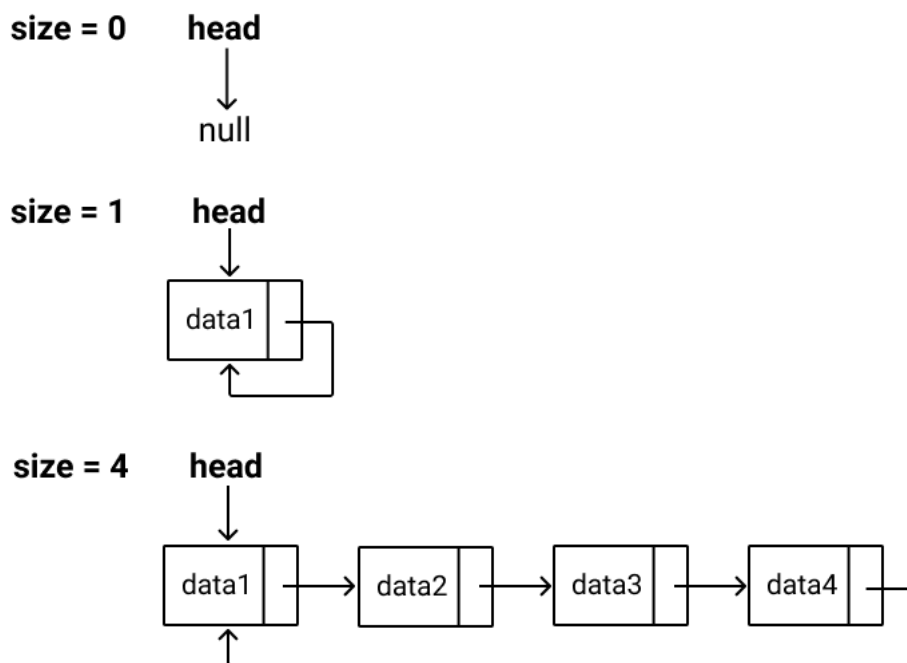 size = 0 head
null
size = 1 head
data1
size = 4 head
data1 data2 data3 data4